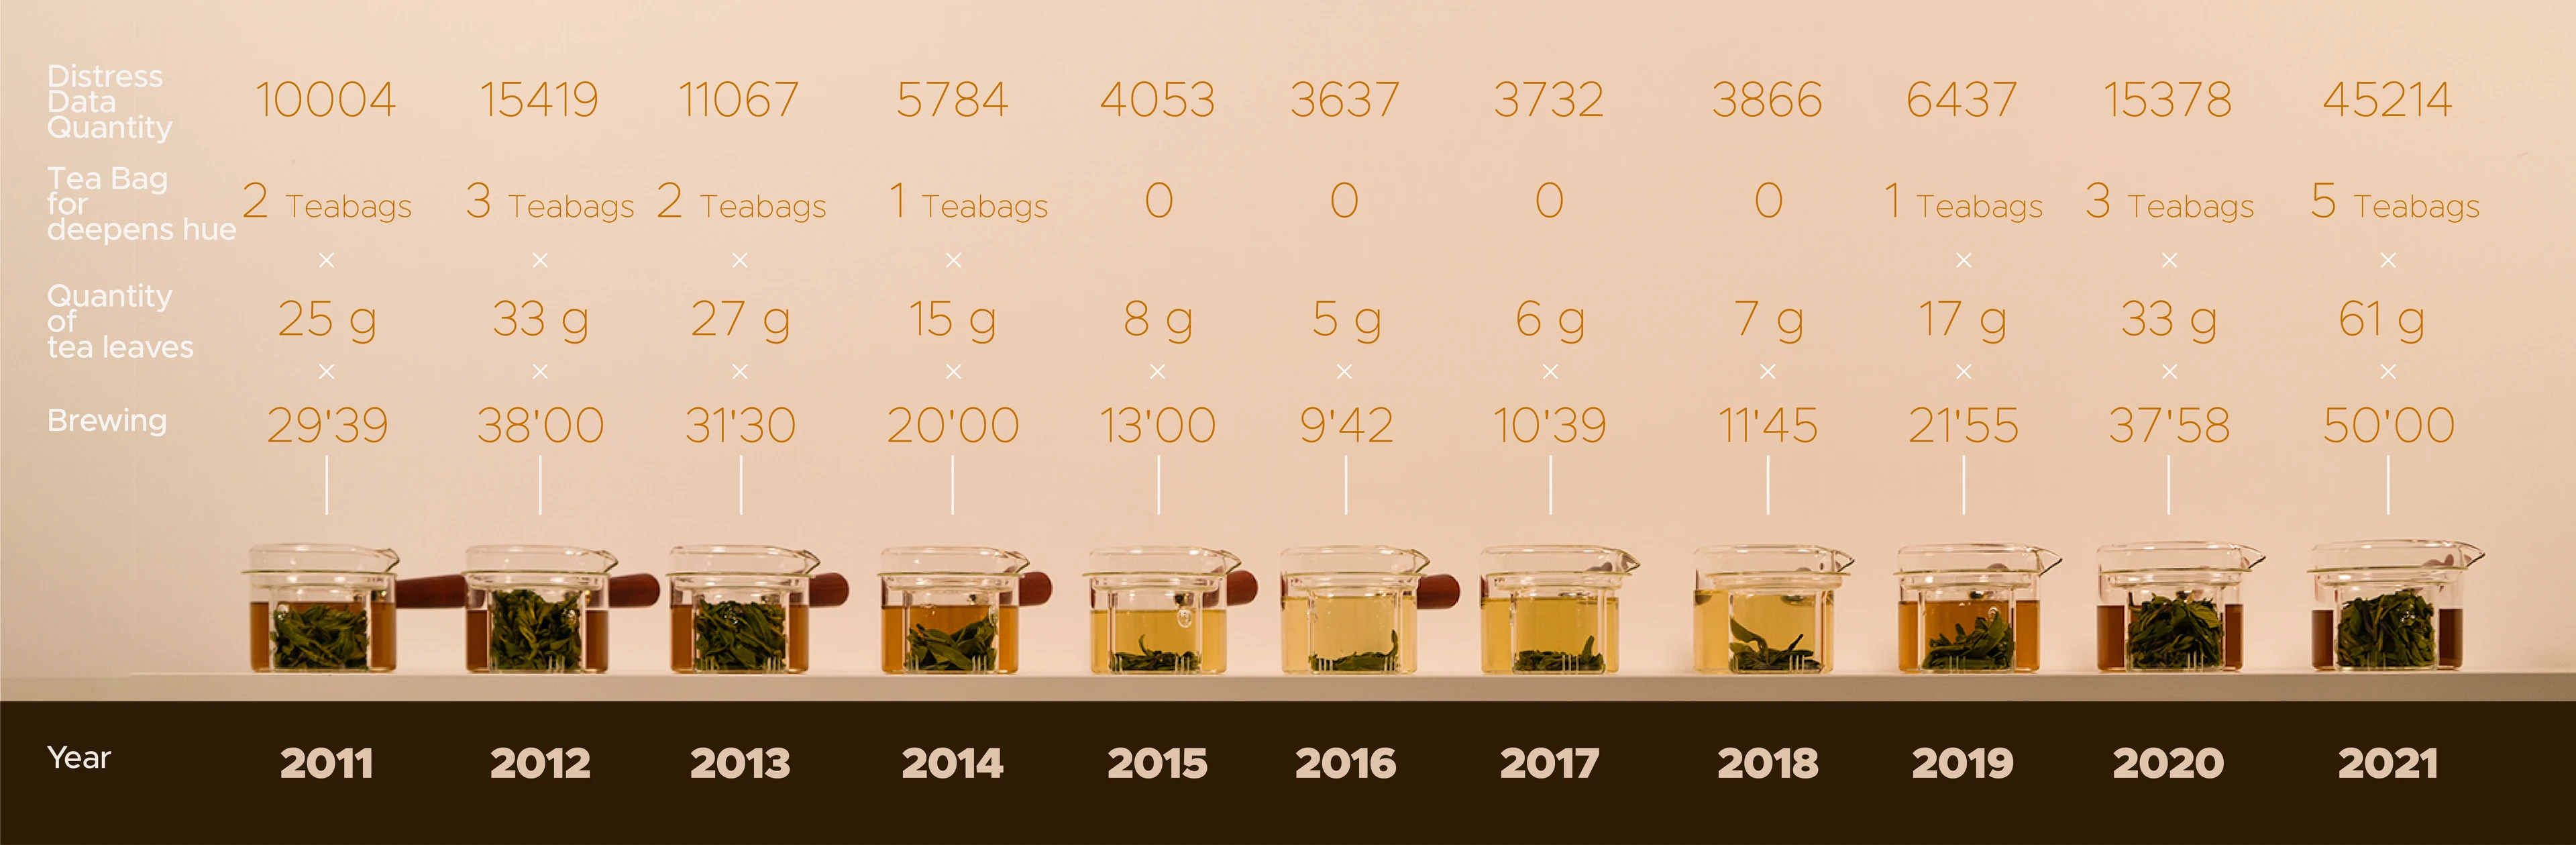 Distress
Data
Quantity
10004 15419 11067 5784 4053 3637 3732 3866 6437 15378 45214
Tea Bag
for
deepens hue
2 Teabags 3 Teabags 2 Teabags 1 Teabags 0 0 0 0 1 Teabags 3 Teabags 5 Teabags
× × × × × × ×
Quantity
of
tea leaves
25 g 33 g 27 g 15 g 8 g 5 g 6 g 7 g 17 g 33 g 61 g
× × × × × × × × × × ×
Brewing
29'39 38'00 31'30 20'00 13'00 9'42 10'39 11'45 21'55 37'58 50'00
Year
2011 2012 2013 2014 2015 2016 2017 2018 2019 2020 2021